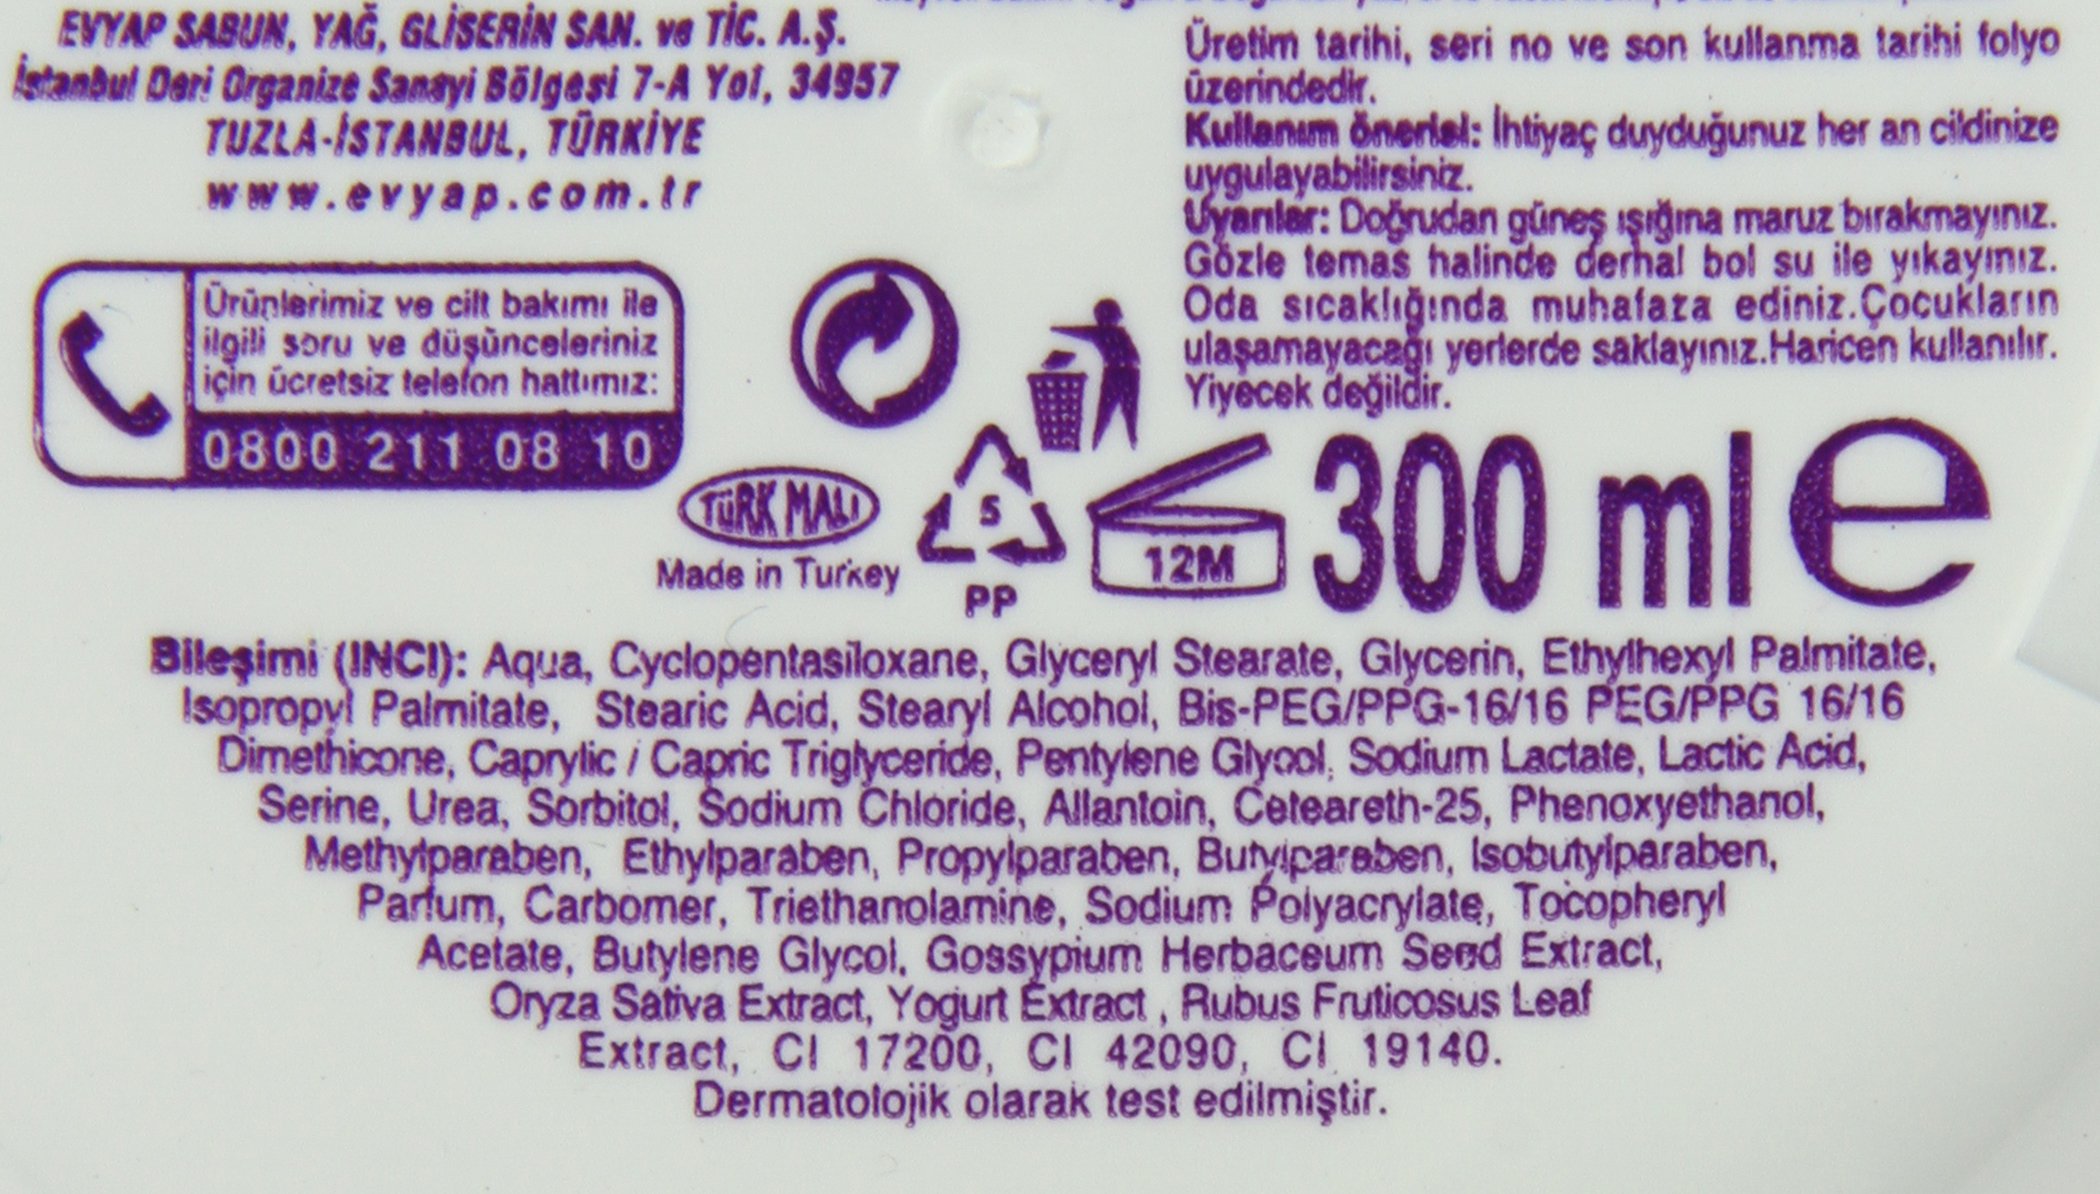 EVYAP SABUN, YAĞ, GLİSERİN SAN. ve TİC. A.Ş.
İstanbul Deri Organize Sanayi Bölgesi 7-A Yol, 34957
TUZLA-İSTANBUL, TÜRKİYE
www.evyap.com.tr
Ürünlerimiz ve cilt bakımı ile
ilgili soru ve düşünceleriniz
için ücretsiz telefon hattımız:
0800 211 08 10
Üretim tarihi, seri no ve son kullanma tarihi folyo
üzerindedir.
Kullanım önerisi: İhtiyaç duyduğunuz her an cildinize
uygulayabilirsiniz.
Uyarılar: Doğrudan güneş ışığına maruz bırakmayınız.
Gözle temas halinde derhal bol su ile yıkayınız.
Oda sıcaklığında muhafaza ediniz.Çocukların
ulaşamayacağı yerlerde saklayınız.Haricen kullanılır.
Yiyecek değildir.
TÜRK MALI
Made in Turkey
5
PP
12M
300 ml e
Bileşimi (INCI): Aqua, Cyclopentasiloxane, Glyceryl Stearate, Glycerin, Ethylhexyl Palmitate,
Isopropyl Palmitate, Stearic Acid, Stearyl Alcohol, Bis-PEG/PPG-16/16 PEG/PPG 16/16
Dimethicone, Caprylic / Capric Triglyceride, Pentylene Glycol, Sodium Lactate, Lactic Acid,
Serine, Urea, Sorbitol, Sodium Chloride, Allantoin, Ceteareth-25, Phenoxyethanol,
Methylparaben, Ethylparaben, Propylparaben, Butylparaben, Isobutylparaben,
Parfum, Carbomer, Triethanolamine, Sodium Polyacrylate, Tocopheryl
Acetate, Butylene Glycol, Gossypium Herbaceum Seed Extract,
Oryza Sativa Extract, Yogurt Extract , Rubus Fruticosus Leaf
Extract, CI 17200, CI 42090, CI 19140.
Dermatolojik olarak test edilmiştir.